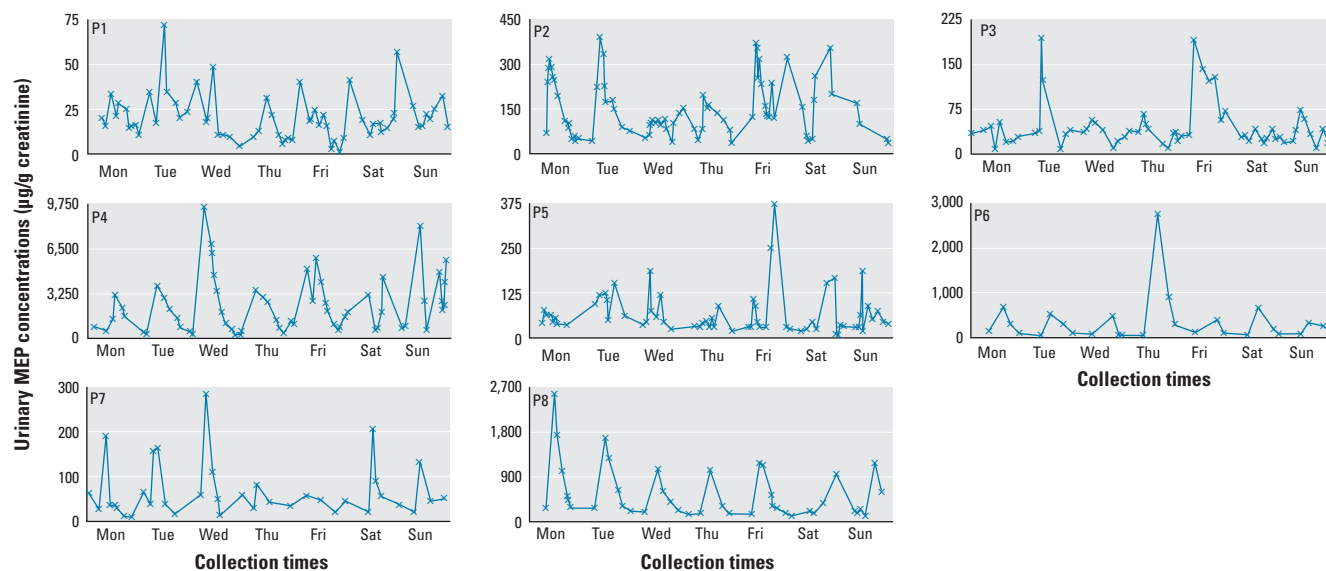 Urinary MEP concentrations (µg/g creatinine)
P1
75
50
25
0
Mon Tue Wed Thu Fri Sat Sun
P2
450
300
150
0
Mon Tue Wed Thu Fri Sat Sun
P3
225
150
75
0
Mon Tue Wed Thu Fri Sat Sun
P4
9,750
6,500
3,250
0
Mon Tue Wed Thu Fri Sat Sun
P5
375
250
125
0
Mon Tue Wed Thu Fri Sat Sun
P6
3,000
2,000
1,000
0
Mon Tue Wed Thu Fri Sat Sun
Collection times
P7
300
200
100
0
Mon Tue Wed Thu Fri Sat Sun
Collection times
P8
2,700
1,800
900
0
Mon Tue Wed Thu Fri Sat Sun
Collection times